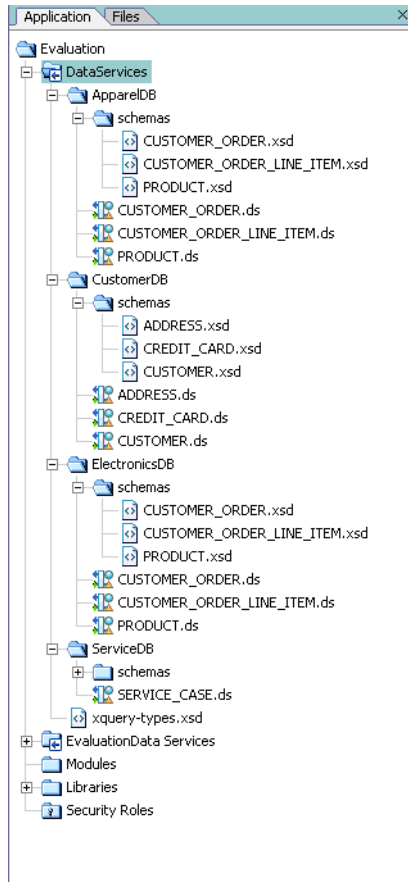 Application Files
Evaluation
DataServices
ApparelDB
schemas
CUSTOMER_ORDER.xsd
CUSTOMER_ORDER_LINE_ITEM.xsd
PRODUCT.xsd
CUSTOMER_ORDER.ds
CUSTOMER_ORDER_LINE_ITEM.ds
PRODUCT.ds
CustomerDB
schemas
ADDRESS.xsd
CREDIT_CARD.xsd
CUSTOMER.xsd
ADDRESS.ds
CREDIT_CARD.ds
CUSTOMER.ds
ElectronicsDB
schemas
CUSTOMER_ORDER.xsd
CUSTOMER_ORDER_LINE_ITEM.xsd
PRODUCT.xsd
CUSTOMER_ORDER.ds
CUSTOMER_ORDER_LINE_ITEM.ds
PRODUCT.ds
ServiceDB
schemas
SERVICE_CASE.ds
xquery-types.xsd
EvaluationData Services
Modules
Libraries
Security Roles